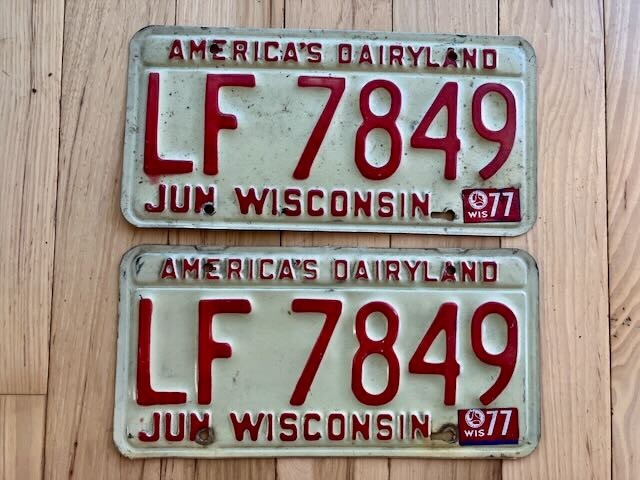 AMERICA'S DAIRYLAND
LF 7849
JUN WISCONSIN WIS 77
AMERICA'S DAIRYLAND
LF 7849
JUN WISCONSIN WIS 77